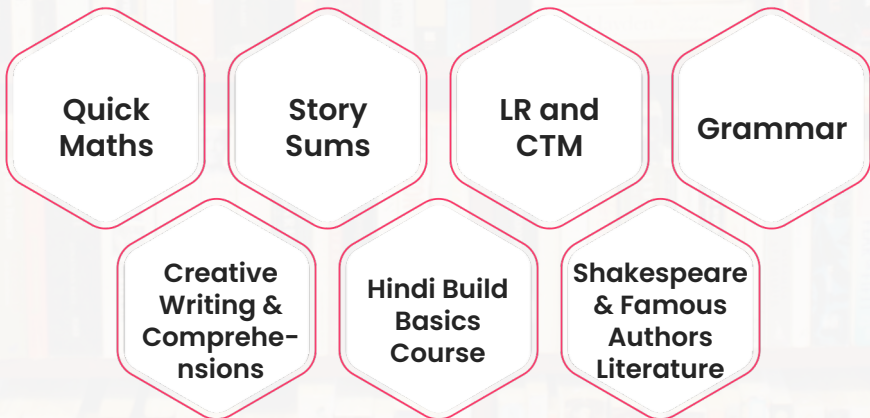 Quick
Maths
Story
Sums
LR and
CTM
Grammar
Creative
Writing &
Comprehe-
nsions
Hindi Build
Basics
Course
Shakespeare
& Famous
Authors
Literature